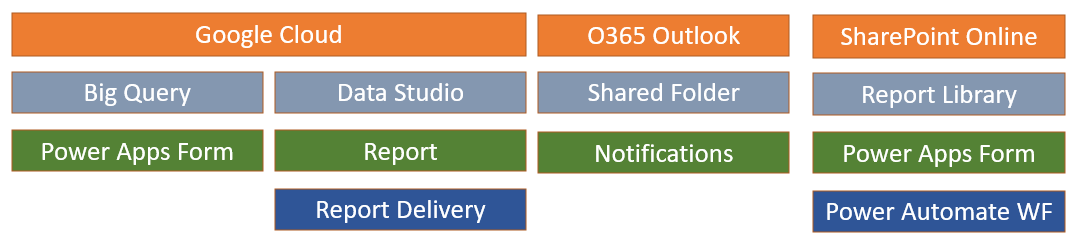 Google Cloud
O365 Outlook
SharePoint Online
Big Query
Data Studio
Shared Folder
Report Library
Power Apps Form
Report
Notifications
Power Apps Form
Report Delivery
Power Automate WF